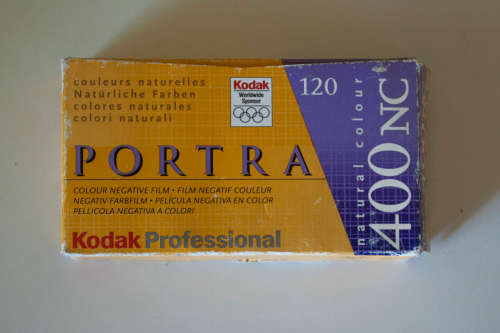 couleurs naturelles
Natürliche Farben
colores naturales
colori naturali
Kodak
Worldwide
Sponsor
120
PORTRA
COLOUR NEGATIVE FILM • FILM NEGATIF COULEUR
NEGATIV-FARBFILM • PELÍCULA NEGATIVA EN COLOR
PELLICOLA NEGATIVA A COLORI
Kodak Professional
natural colour
400NC